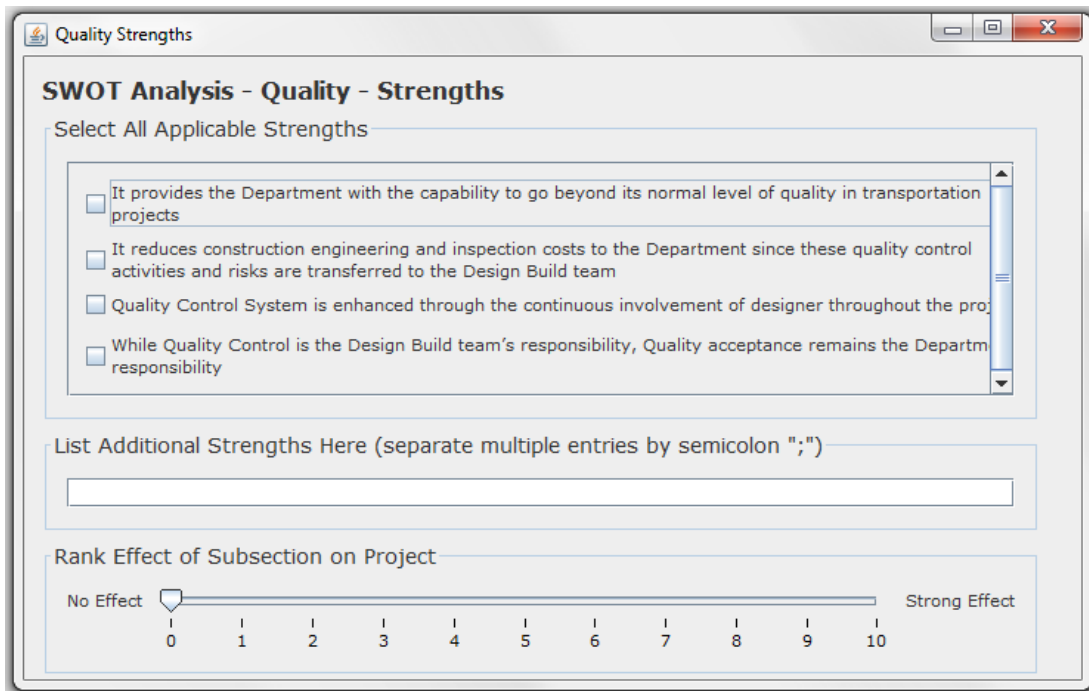 Quality Strengths
SWOT Analysis - Quality - Strengths
Select All Applicable Strengths
It provides the Department with the capability to go beyond its normal level of quality in transportation
projects
It reduces construction engineering and inspection costs to the Department since these quality control
activities and risks are transferred to the Design Build team
Quality Control System is enhanced through the continuous involvement of designer throughout the
While Quality Control is the Design Build team's responsibility, Quality acceptance remains the
responsibility
List Additional Strengths Here (separate multiple entries by semicolon ";")
Rank Effect of Subsection on Project
No Effect
Strong Effect
0 1 2 3 4 5 6 7 8 9 10